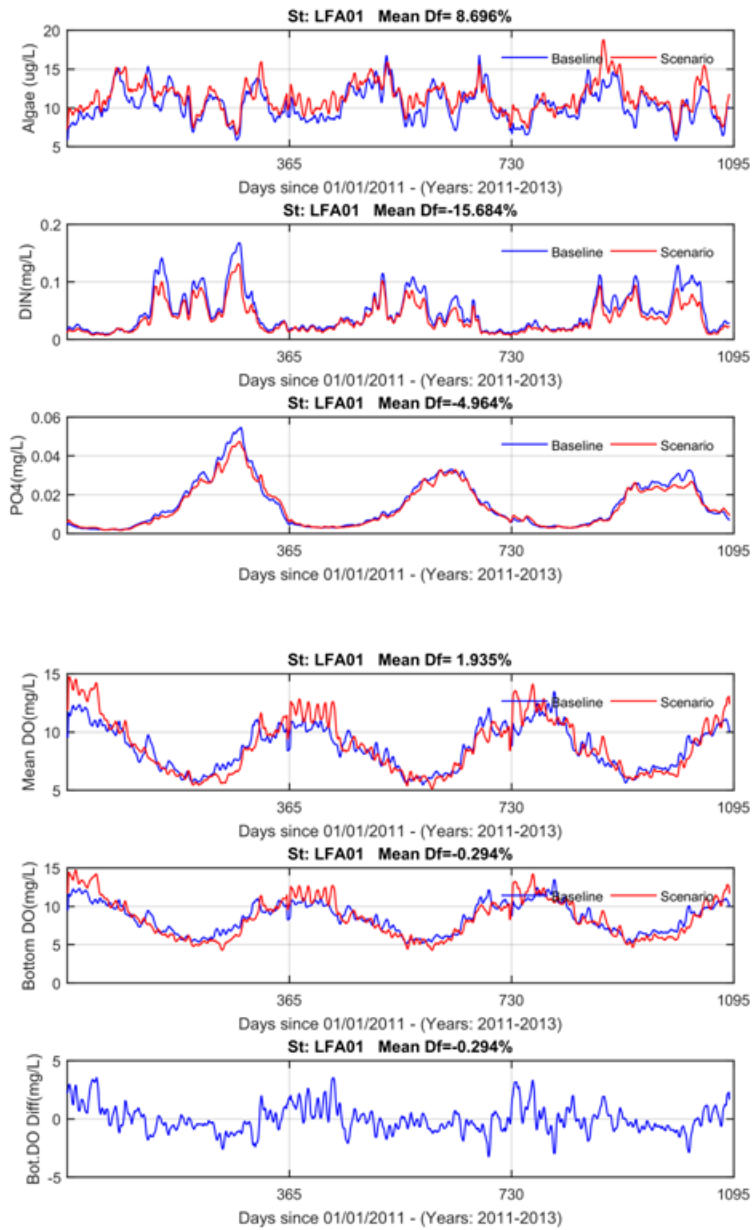 St: LFA01 Mean Df= 8.696%
20
15
10
5
Algae (ug/L)
Baseline Scenario
365 730 1095
Days since 01/01/2011 - (Years: 2011-2013)
St: LFA01 Mean Df=-15.684%
0.2
0.1
0
DIN(mg/L)
Baseline Scenario
365 730 1095
Days since 01/01/2011 - (Years: 2011-2013)
St: LFA01 Mean Df=-4.964%
0.06
0.04
0.02
0
PO4(mg/L)
Baseline Scenario
365 730 1095
Days since 01/01/2011 - (Years: 2011-2013)
St: LFA01 Mean Df= 1.935%
15
10
5
Mean DO(mg/L)
Baseline Scenario
365 730 1095
Days since 01/01/2011 - (Years: 2011-2013)
St: LFA01 Mean Df=-0.294%
15
10
5
0
Bottom DO(mg/L)
Baseline Scenario
365 730 1095
Days since 01/01/2011 - (Years: 2011-2013)
St: LFA01 Mean Df=-0.294%
5
0
-5
Bot.DO Diff(mg/L)
365 730 1095
Days since 01/01/2011 - (Years: 2011-2013)